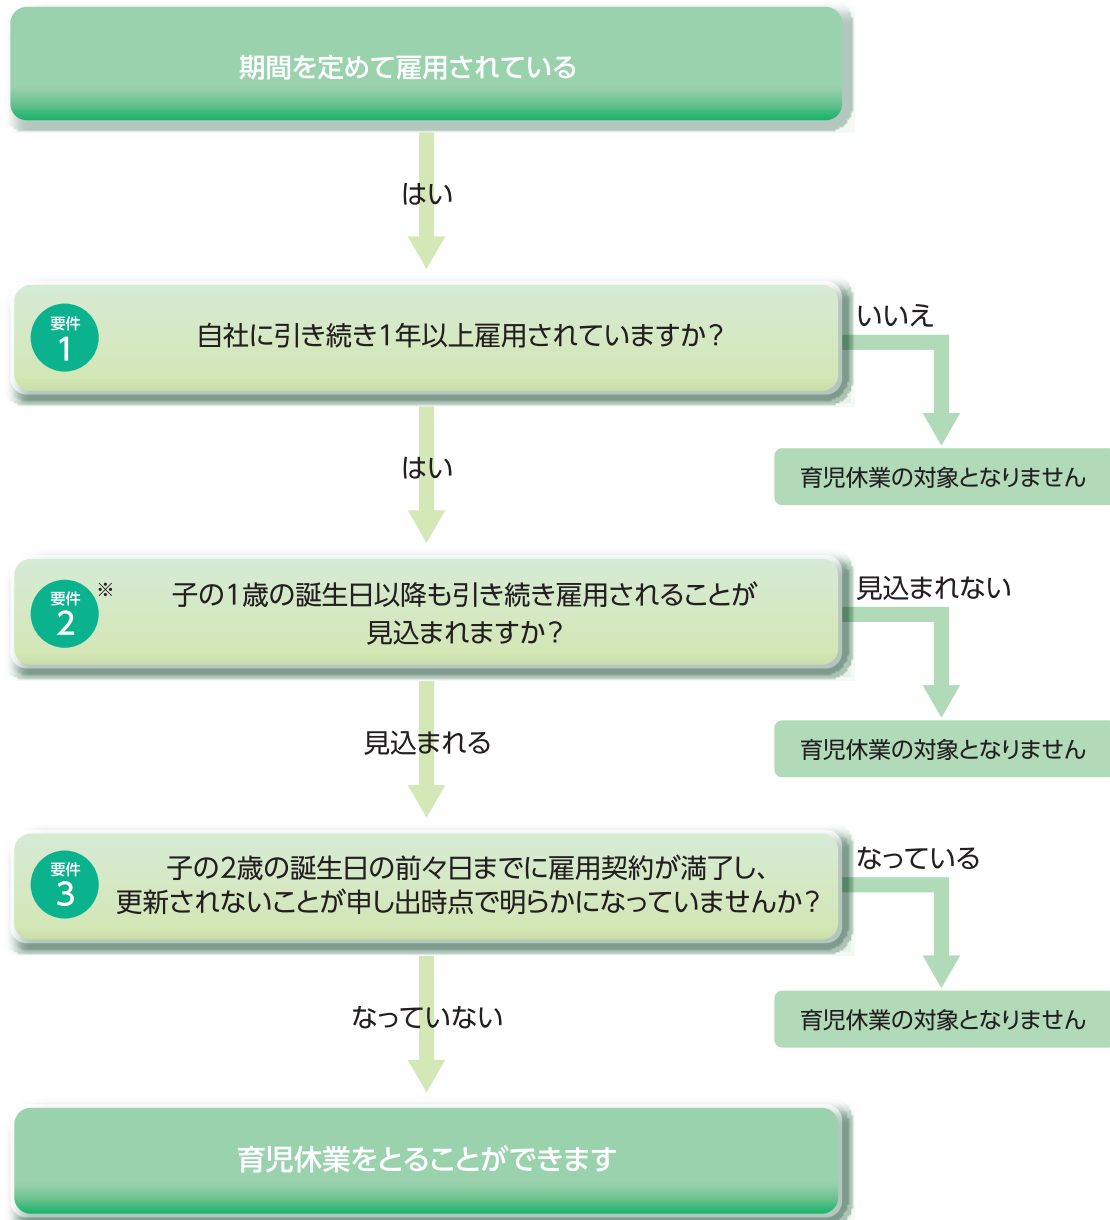 期間を定めて雇用されている
はい
要件
1
自社に引き続き1年以上雇用されていますか？
いいえ
育児休業の対象となりません
はい
要件
2
※
子の1歳の誕生日以降も引き続き雇用されることが
見込まれますか？
見込まれない
育児休業の対象となりません
見込まれる
要件
3
子の2歳の誕生日の前々日までに雇用契約が満了し、
更新されないことが申し出時点で明らかになっていませんか？
なっている
育児休業の対象となりません
なっていない
育児休業をとることができます